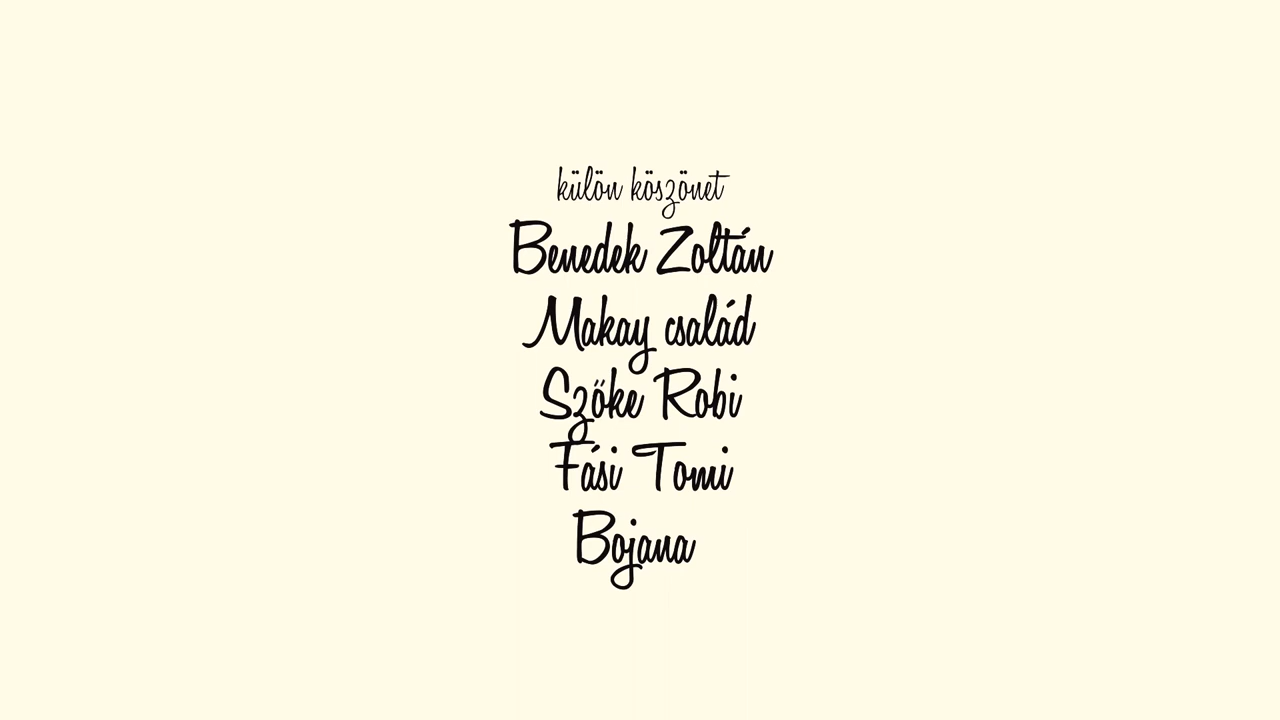 külön köszönet
Benedek Zoltán
Makay család
Szőke Robi
Fási Tomi
Bojana